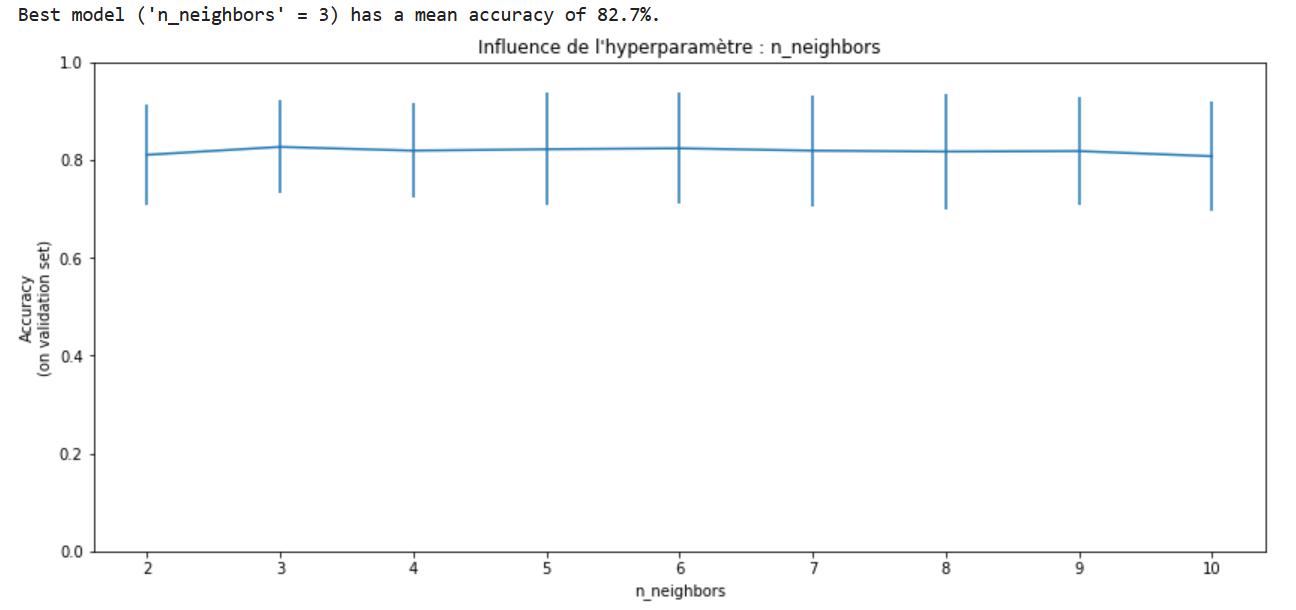 Best model ('n_neighbors' = 3) has a mean accuracy of 82.7%.
Influence de l'hyperparamètre : n_neighbors
1.0
0.8
0.6
0.4
0.2
0.0
Accuracy
(on validation set)
2 3 4 5 6 7 8 9 10
n_neighbors